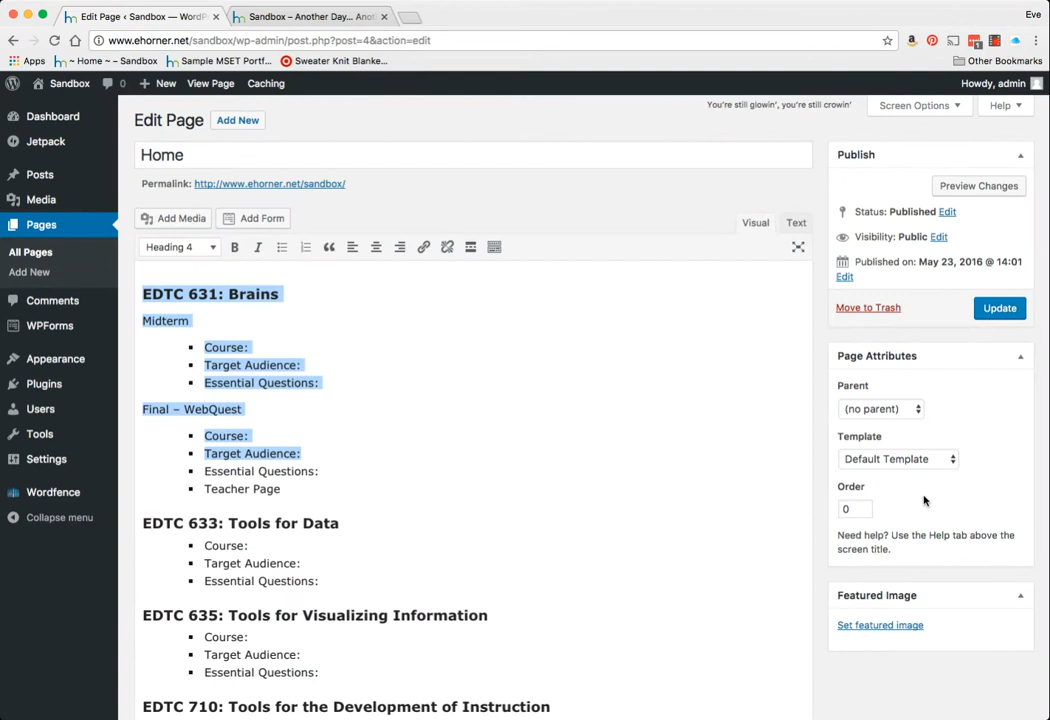 Edit Page < Sandbox — WordPr
Sandbox – Another Day... Anot
Eve
www.ehorner.net/sandbox/wp-admin/post.php?post=4&action=edit
Apps
~ Home ~ – Sandbox
Sample MSET Portf...
Sweater Knit Blanke...
Other Bookmarks
Sandbox
0
New
View Page
Caching
Howdy, admin
Dashboard
Jetpack
Posts
Media
Pages
All Pages
Add New
Comments
WPForms
Appearance
Plugins
Users
Tools
Settings
Wordfence
Collapse menu
You're still glowin', you're still crowin'
Screen Options
Help
Edit Page
Add New
Home
Permalink: http://www.ehorner.net/sandbox/
Add Media
Add Form
Visual
Text
Heading 4
B
I
EDTC 631: Brains
Midterm
Course:
Target Audience:
Essential Questions:
Final – WebQuest
Course:
Target Audience:
Essential Questions:
Teacher Page
EDTC 633: Tools for Data
Course:
Target Audience:
Essential Questions:
EDTC 635: Tools for Visualizing Information
Course:
Target Audience:
Essential Questions:
EDTC 710: Tools for the Development of Instruction
Publish
Preview Changes
Status: Published Edit
Visibility: Public Edit
Published on: May 23, 2016 @ 14:01
Edit
Move to Trash
Update
Page Attributes
Parent
(no parent)
Template
Default Template
Order
0
Need help? Use the Help tab above the
screen title.
Featured Image
Set featured image